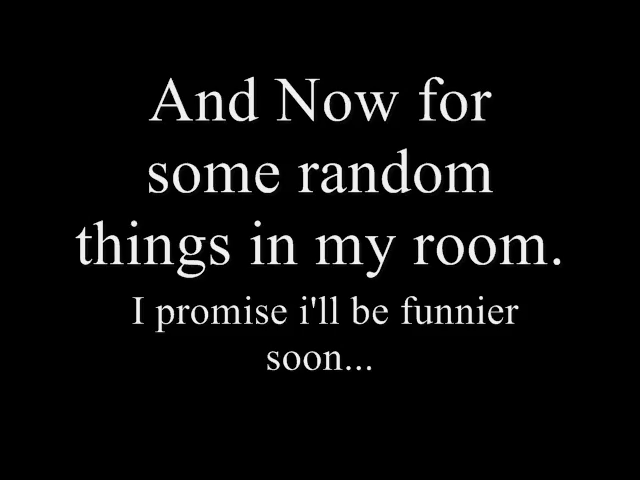 And Now for
some random
things in my room.
I promise i'll be funnier
soon...